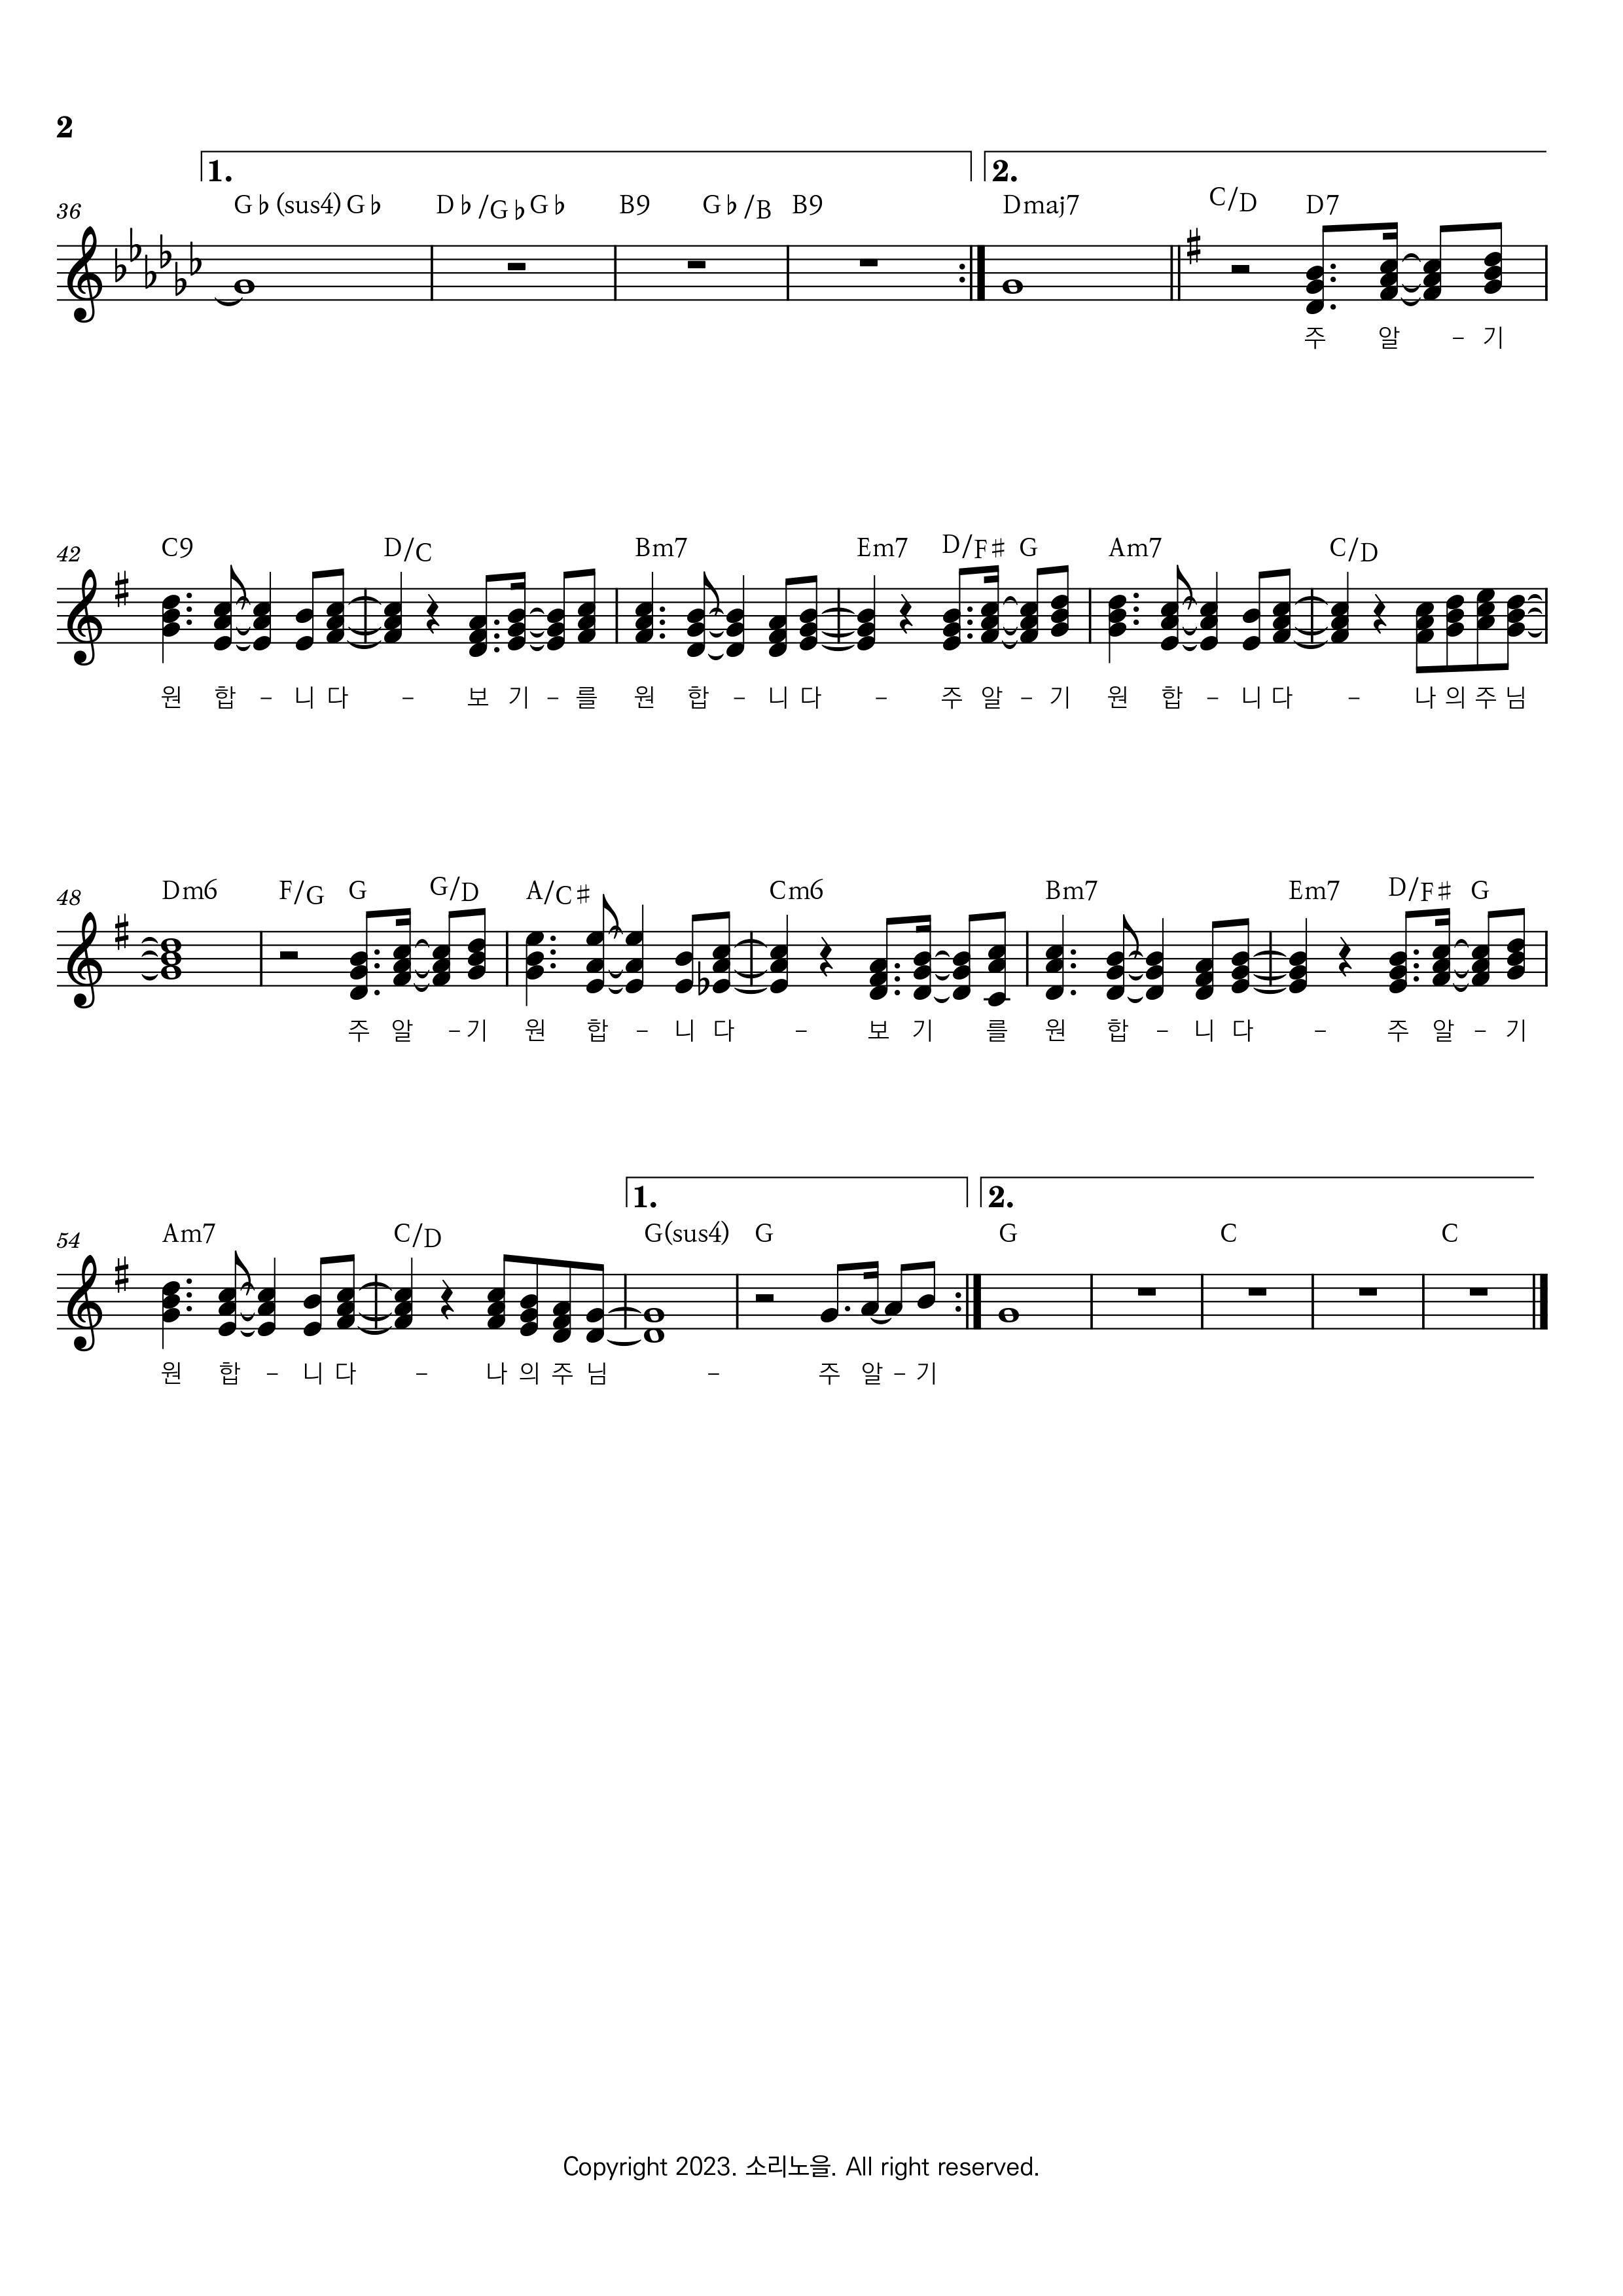 2
1. 2.
36 G♭(sus4) G♭ D♭/G♭ G♭ B9 G♭/B B9 Dmaj7 C/D D7
주 알 – 기
42 C9 D/C Bm7 Em7 D/F♯ G Am7 C/D
원 합 – 니 다 – 보 기 – 를 원 합 – 니 다 – 주 알 – 기 원 합 – 니 다 – 나 의 주 님
48 Dm6 F/G G G/D A/C♯ Cm6 Bm7 Em7 D/F♯ G
주 알 – 기 원 합 – 니 다 – 보 기 를 원 합 – 니 다 – 주 알 – 기
1. 2.
54 Am7 C/D G(sus4) G G C C
원 합 – 니 다 – 나 의 주 님 – 주 알 – 기
Copyright 2023. 소리노을. All right reserved.